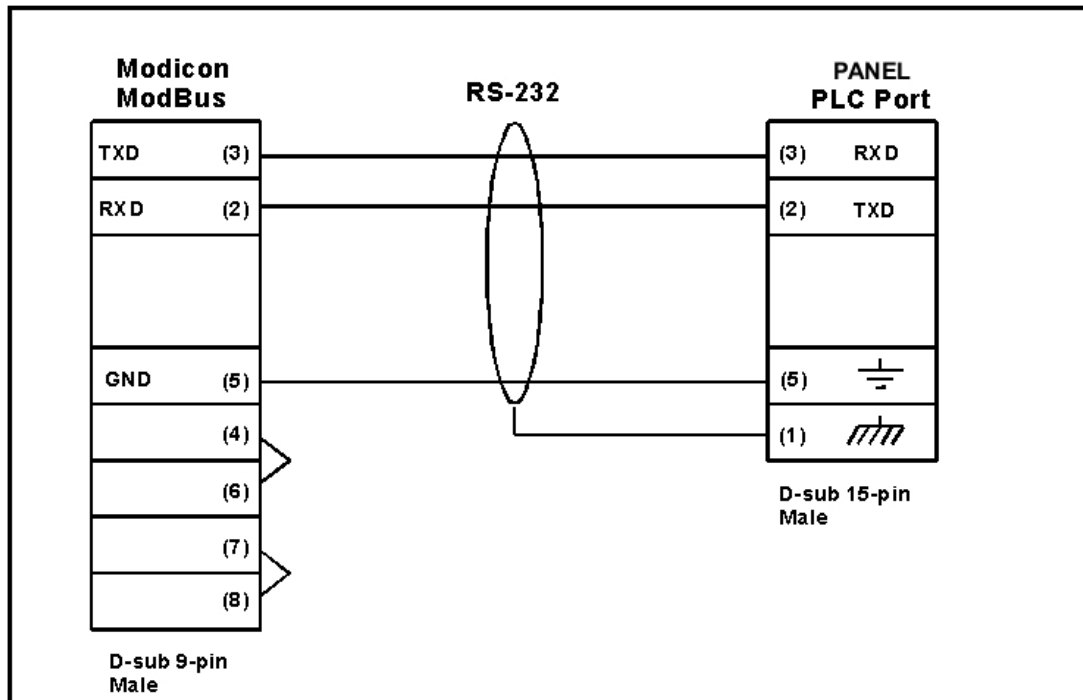 Modicon
ModBus
RS-232
PANEL
PLC Port
TXD (3)
(3) RXD
RXD (2)
(2) TXD
GND (5)
(5)
(4)
(1)
(6)
(7)
(8)
D-sub 15-pin
Male
D-sub 9-pin
Male